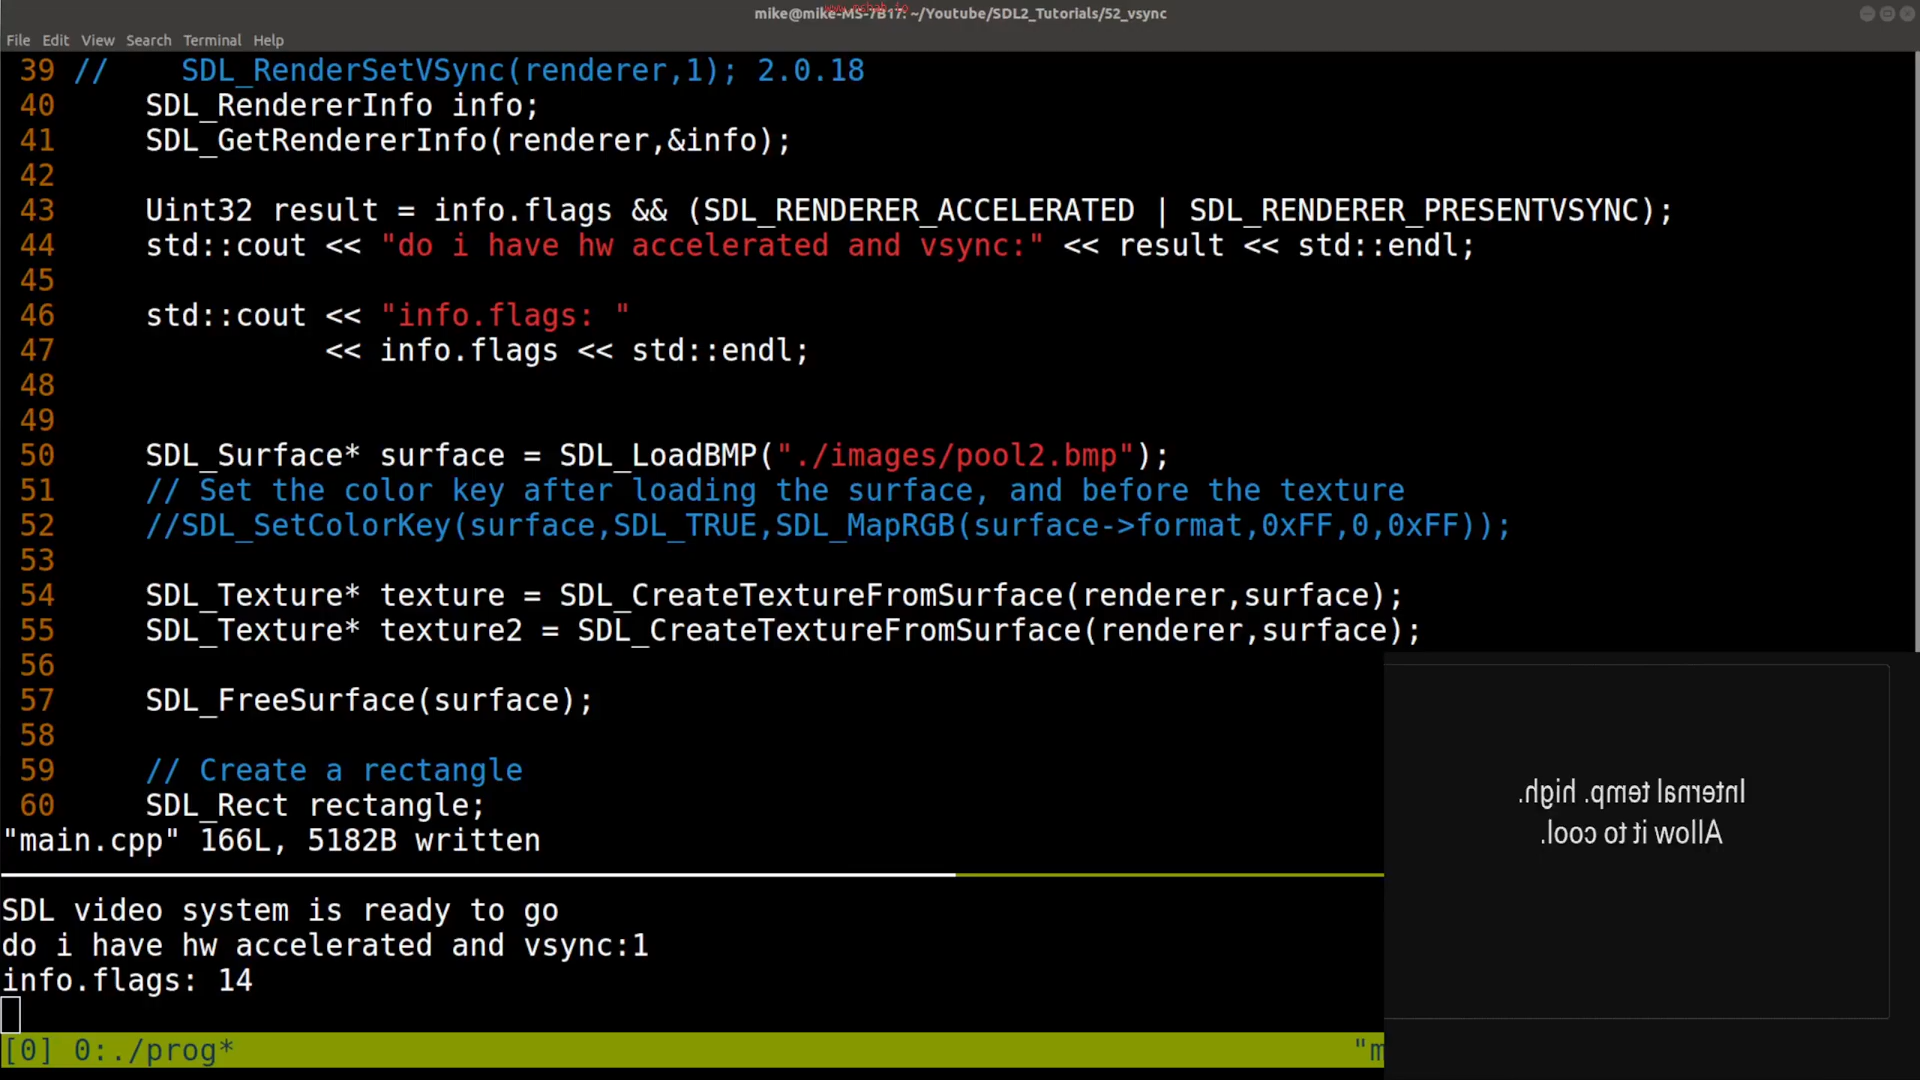 www.mshah.io
mike@mike-MS-7B17: ~/Youtube/SDL2_Tutorials/52_vsync
File Edit View Search Terminal Help
39 //    SDL_RenderSetVSync(renderer,1); 2.0.18
40     SDL_RendererInfo info;
41     SDL_GetRendererInfo(renderer,&info);
42
43     Uint32 result = info.flags && (SDL_RENDERER_ACCELERATED | SDL_RENDERER_PRESENTVSYNC);
44     std::cout << "do i have hw accelerated and vsync:" << result << std::endl;
45
46     std::cout << "info.flags: "
47               << info.flags << std::endl;
48
49
50     SDL_Surface* surface = SDL_LoadBMP("./images/pool2.bmp");
51     // Set the color key after loading the surface, and before the texture
52     //SDL_SetColorKey(surface,SDL_TRUE,SDL_MapRGB(surface->format,0xFF,0,0xFF));
53
54     SDL_Texture* texture = SDL_CreateTextureFromSurface(renderer,surface);
55     SDL_Texture* texture2 = SDL_CreateTextureFromSurface(renderer,surface);
56
57     SDL_FreeSurface(surface);
58
59     // Create a rectangle
60     SDL_Rect rectangle;
"main.cpp" 166L, 5182B written
SDL video system is ready to go
do i have hw accelerated and vsync:1
info.flags: 14
[0] 0:./prog*    "m
Internal temp. high.
Allow it to cool.